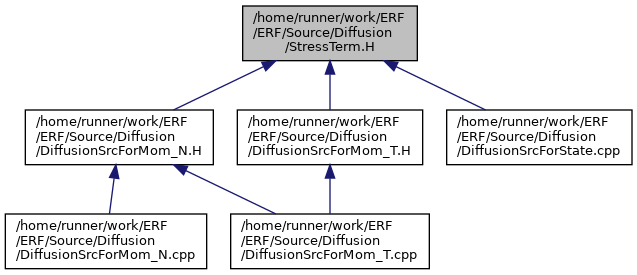 /home/runner/work/ERF
/ERF/Source/Diffusion
/StressTerm.H
/home/runner/work/ERF
/ERF/Source/Diffusion
/DiffusionSrcForMom_N.H
/home/runner/work/ERF
/ERF/Source/Diffusion
/DiffusionSrcForMom_T.H
/home/runner/work/ERF
/ERF/Source/Diffusion
/DiffusionSrcForState.cpp
/home/runner/work/ERF
/ERF/Source/Diffusion
/DiffusionSrcForMom_N.cpp
/home/runner/work/ERF
/ERF/Source/Diffusion
/DiffusionSrcForMom_T.cpp